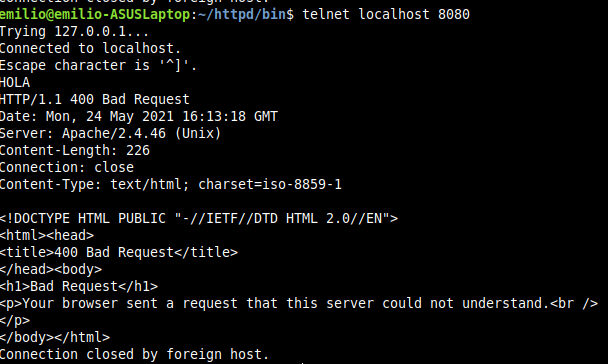 Connection closed by foreign host.
emilio@emilio-ASUSLaptop:~/httpd/bin$ telnet localhost 8080
Trying 127.0.0.1...
Connected to localhost.
Escape character is '^]'.
HOLA
HTTP/1.1 400 Bad Request
Date: Mon, 24 May 2021 16:13:18 GMT
Server: Apache/2.4.46 (Unix)
Content-Length: 226
Connection: close
Content-Type: text/html; charset=iso-8859-1

<!DOCTYPE HTML PUBLIC "-//IETF//DTD HTML 2.0//EN">
<html><head>
<title>400 Bad Request</title>
</head><body>
<h1>Bad Request</h1>
<p>Your browser sent a request that this server could not understand.<br />
</p>
</body></html>
Connection closed by foreign host.